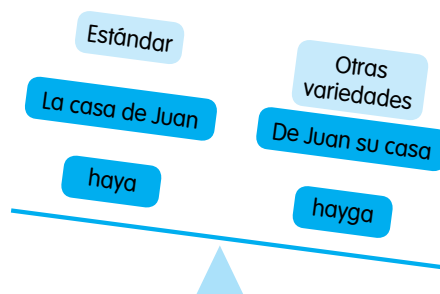 Estándar
La casa de Juan
haya
Otras
variedades
De Juan su casa
hayga